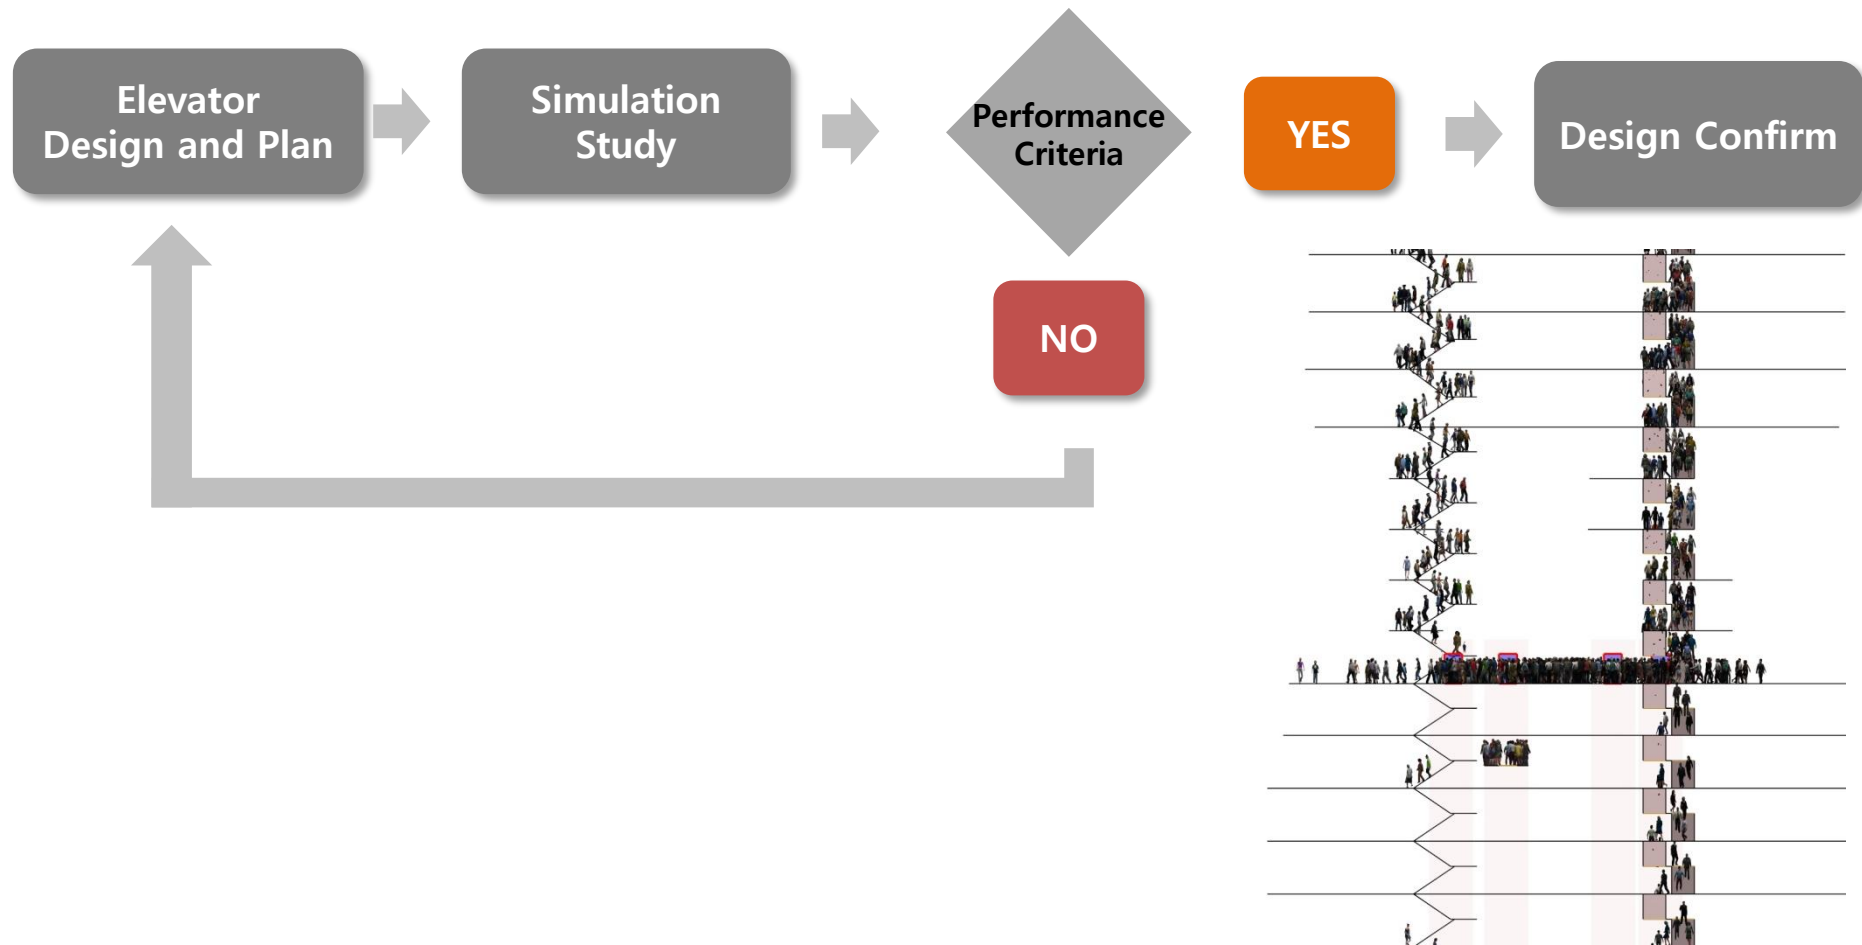 Elevator
Design and Plan
Simulation
Study
Performance
Criteria
YES
Design Confirm
NO